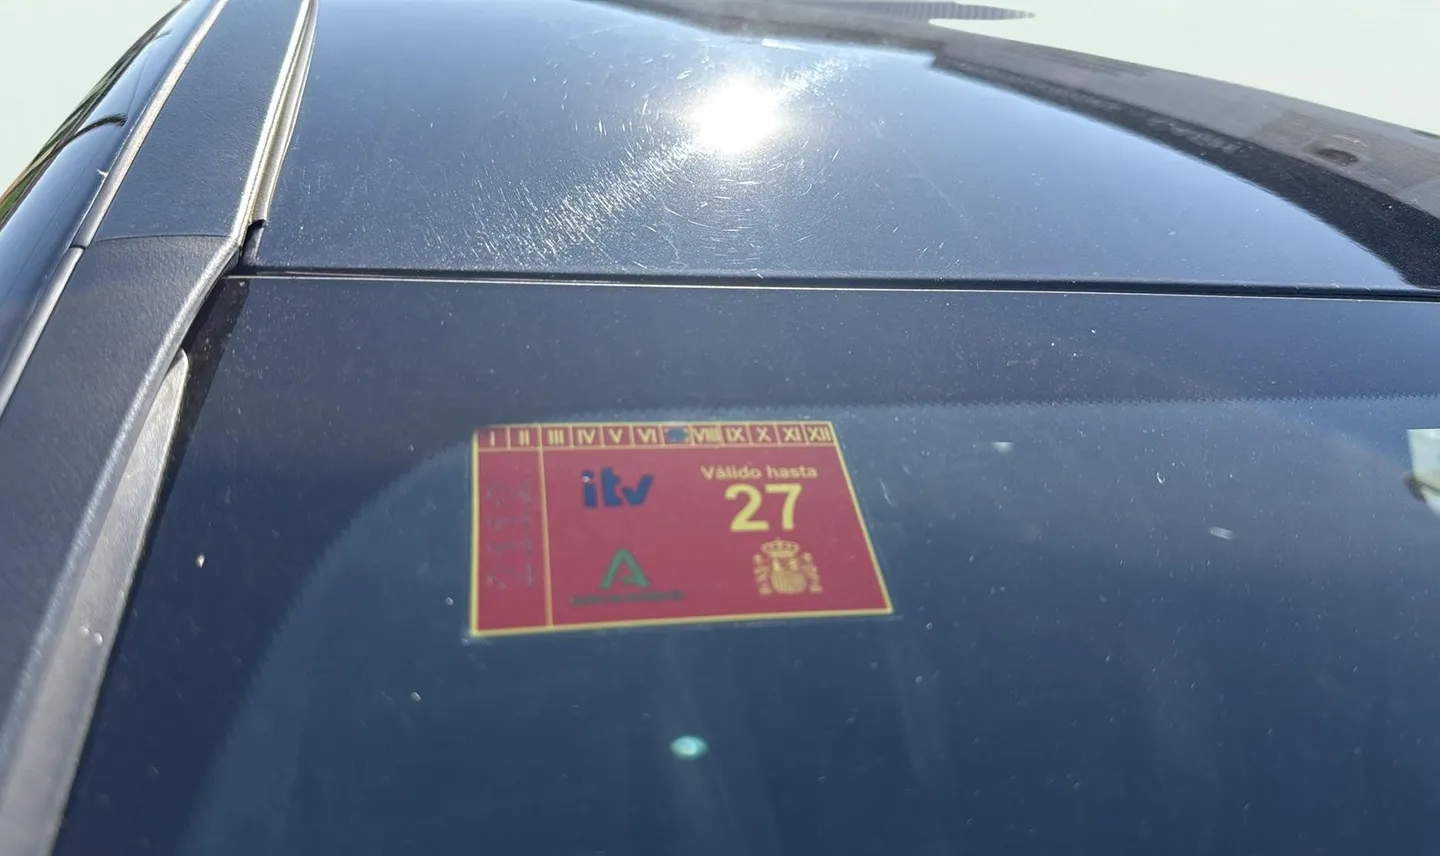 I II III IV V VI VIII IX X XI XII
itv
Válido hasta
27